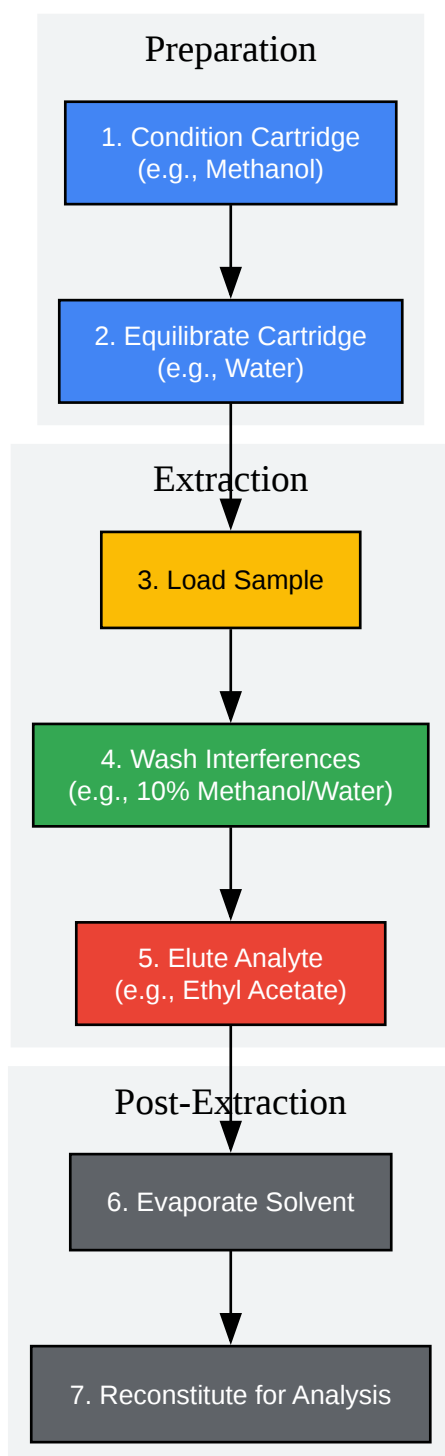 Preparation
1. Condition Cartridge
(e.g., Methanol)
2. Equilibrate Cartridge
(e.g., Water)
Extraction
3. Load Sample
4. Wash Interferences
(e.g., 10% Methanol/Water)
5. Elute Analyte
(e.g., Ethyl Acetate)
Post-Extraction
6. Evaporate Solvent
7. Reconstitute for Analysis